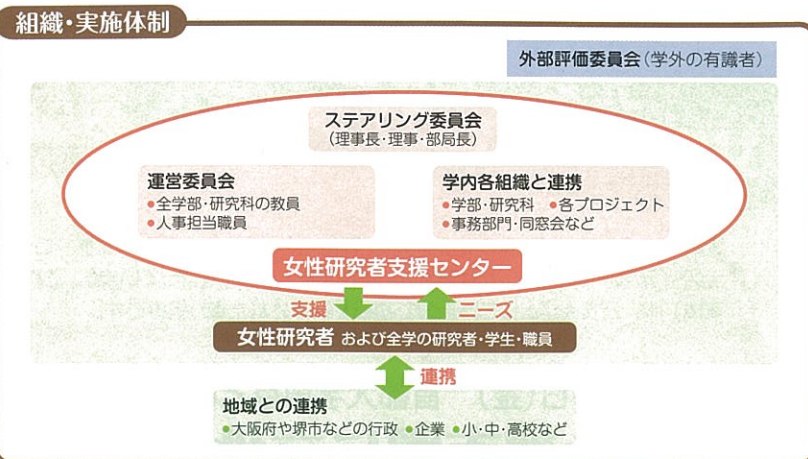 組織・実施体制
外部評価委員会(学外の有識者)
ステアリング委員会
(理事長・理事・部局長)
運営委員会
●全学部・研究科の教員
●人事担当職員
学内各組織と連携
●学部・研究科 ●各プロジェクト
●事務部門・同窓会など
女性研究者支援センター
支援
ニーズ
女性研究者 および全学の研究者・学生・職員
連携
地域との連携
●大阪府や堺市などの行政 ●企業 ●小・中・高校など